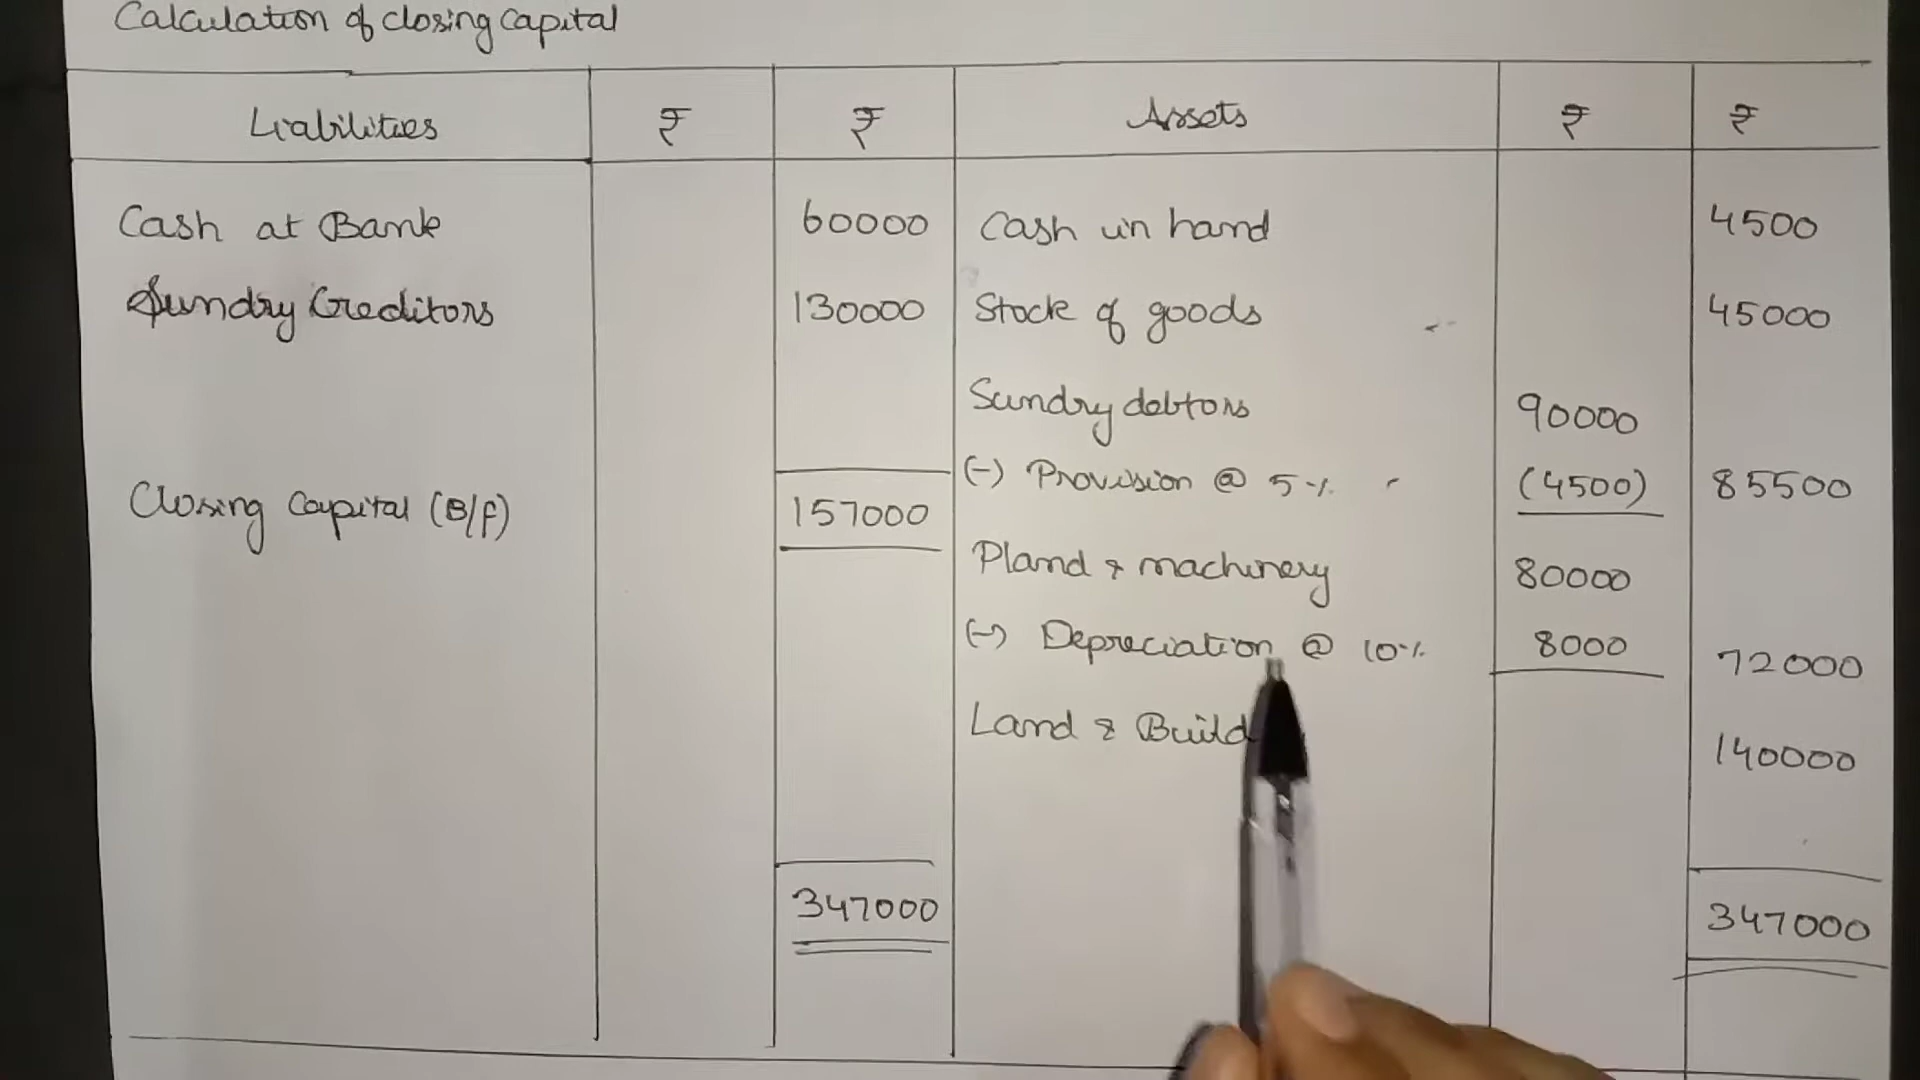 Calculation of closing capital
Liabilities ₹ ₹ Assets ₹ ₹
Cash at Bank 60000 Cash in hand 4500
Sundry Creditors 130000 Stock of goods 45000
Sundry debtors 90000
(-) Provision @ 5% (4500) 85500
Closing Capital (B/f) 157000
Pland & machinery 80000
(-) Depreciation @ 10% 8000 72000
Land & Build 140000
347000 347000